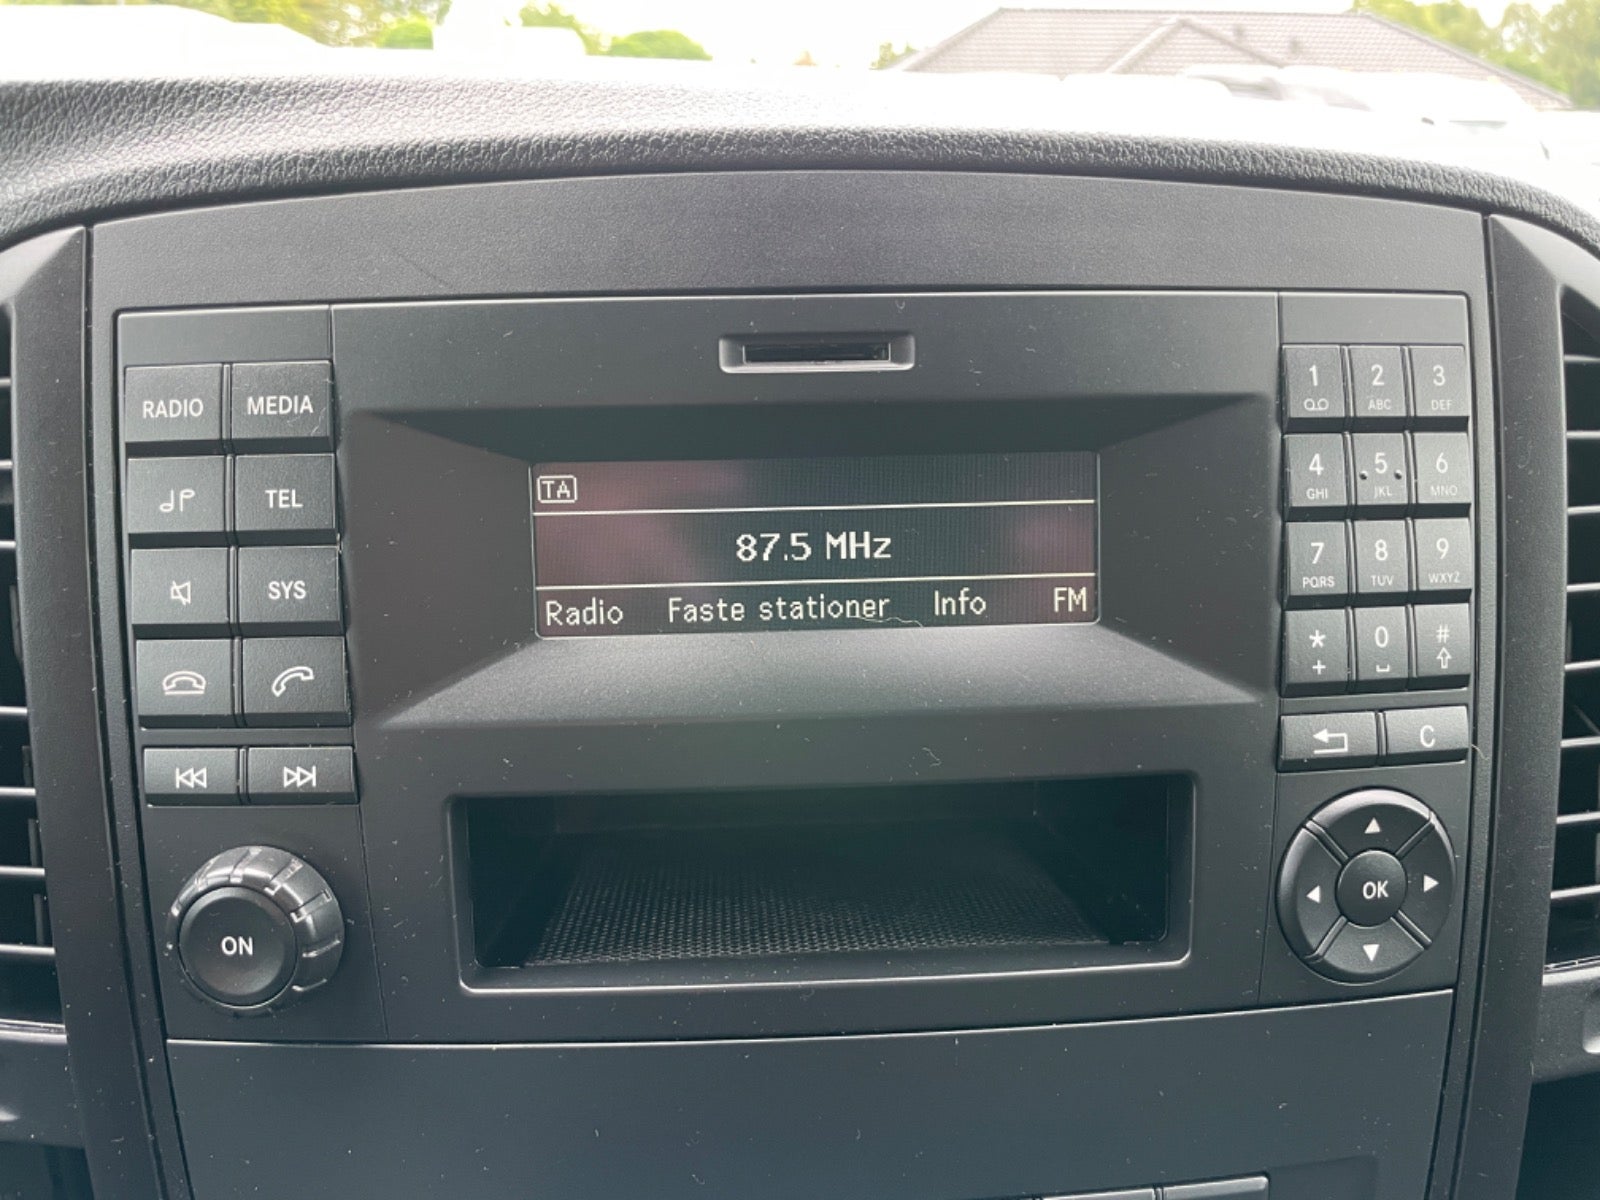 RADIO MEDIA
TEL
SYS
ON
TA
87.5 MHz
Radio Faste stationer Info FM
1 2 3
ABC DEF
4 5 6
GHI JKL MNO
7 8 9
PQRS TUV WXYZ
* 0 #
+
C
OK